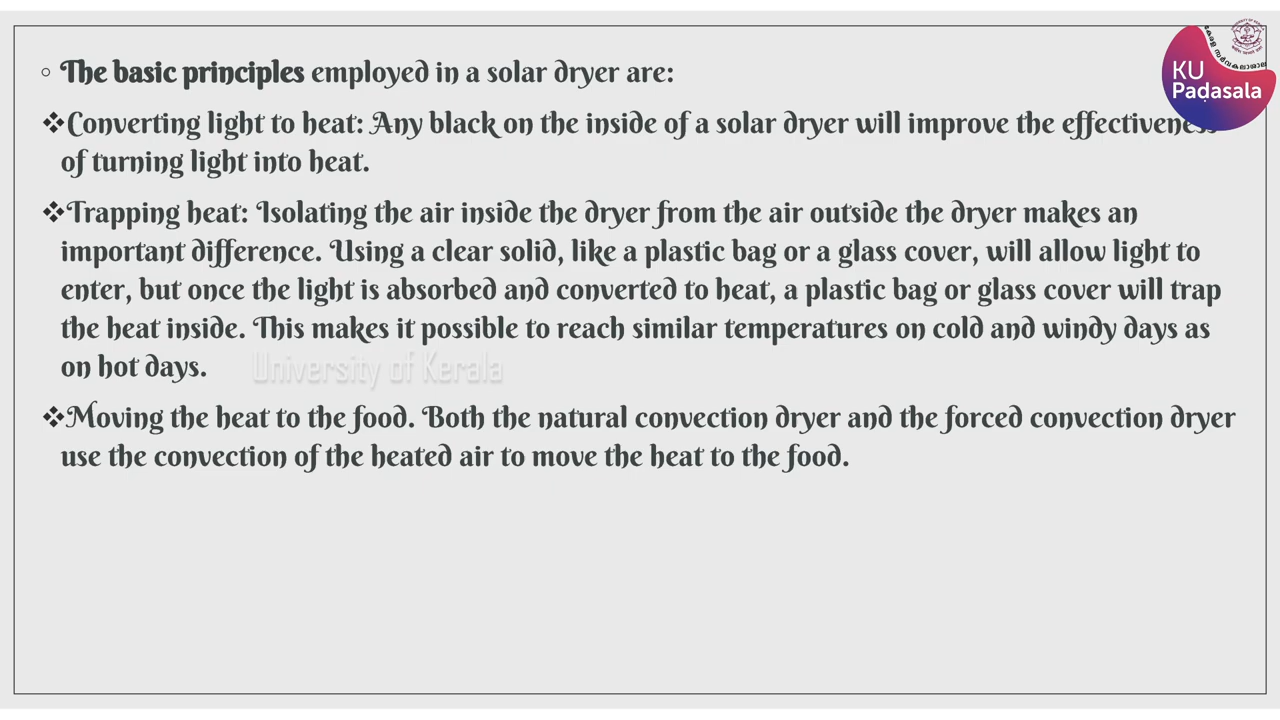 ◦ The basic principles employed in a solar dryer are:
❖Converting light to heat: Any black on the inside of a solar dryer will improve the effectiveness
of turning light into heat.
❖Trapping heat: Isolating the air inside the dryer from the air outside the dryer makes an
important difference. Using a clear solid, like a plastic bag or a glass cover, will allow light to
enter, but once the light is absorbed and converted to heat, a plastic bag or glass cover will trap
the heat inside. This makes it possible to reach similar temperatures on cold and windy days as
on hot days.
University of Kerala
❖Moving the heat to the food. Both the natural convection dryer and the forced convection dryer
use the convection of the heated air to move the heat to the food.
KU
Paḍasala
കേരള സർവകലാശാല